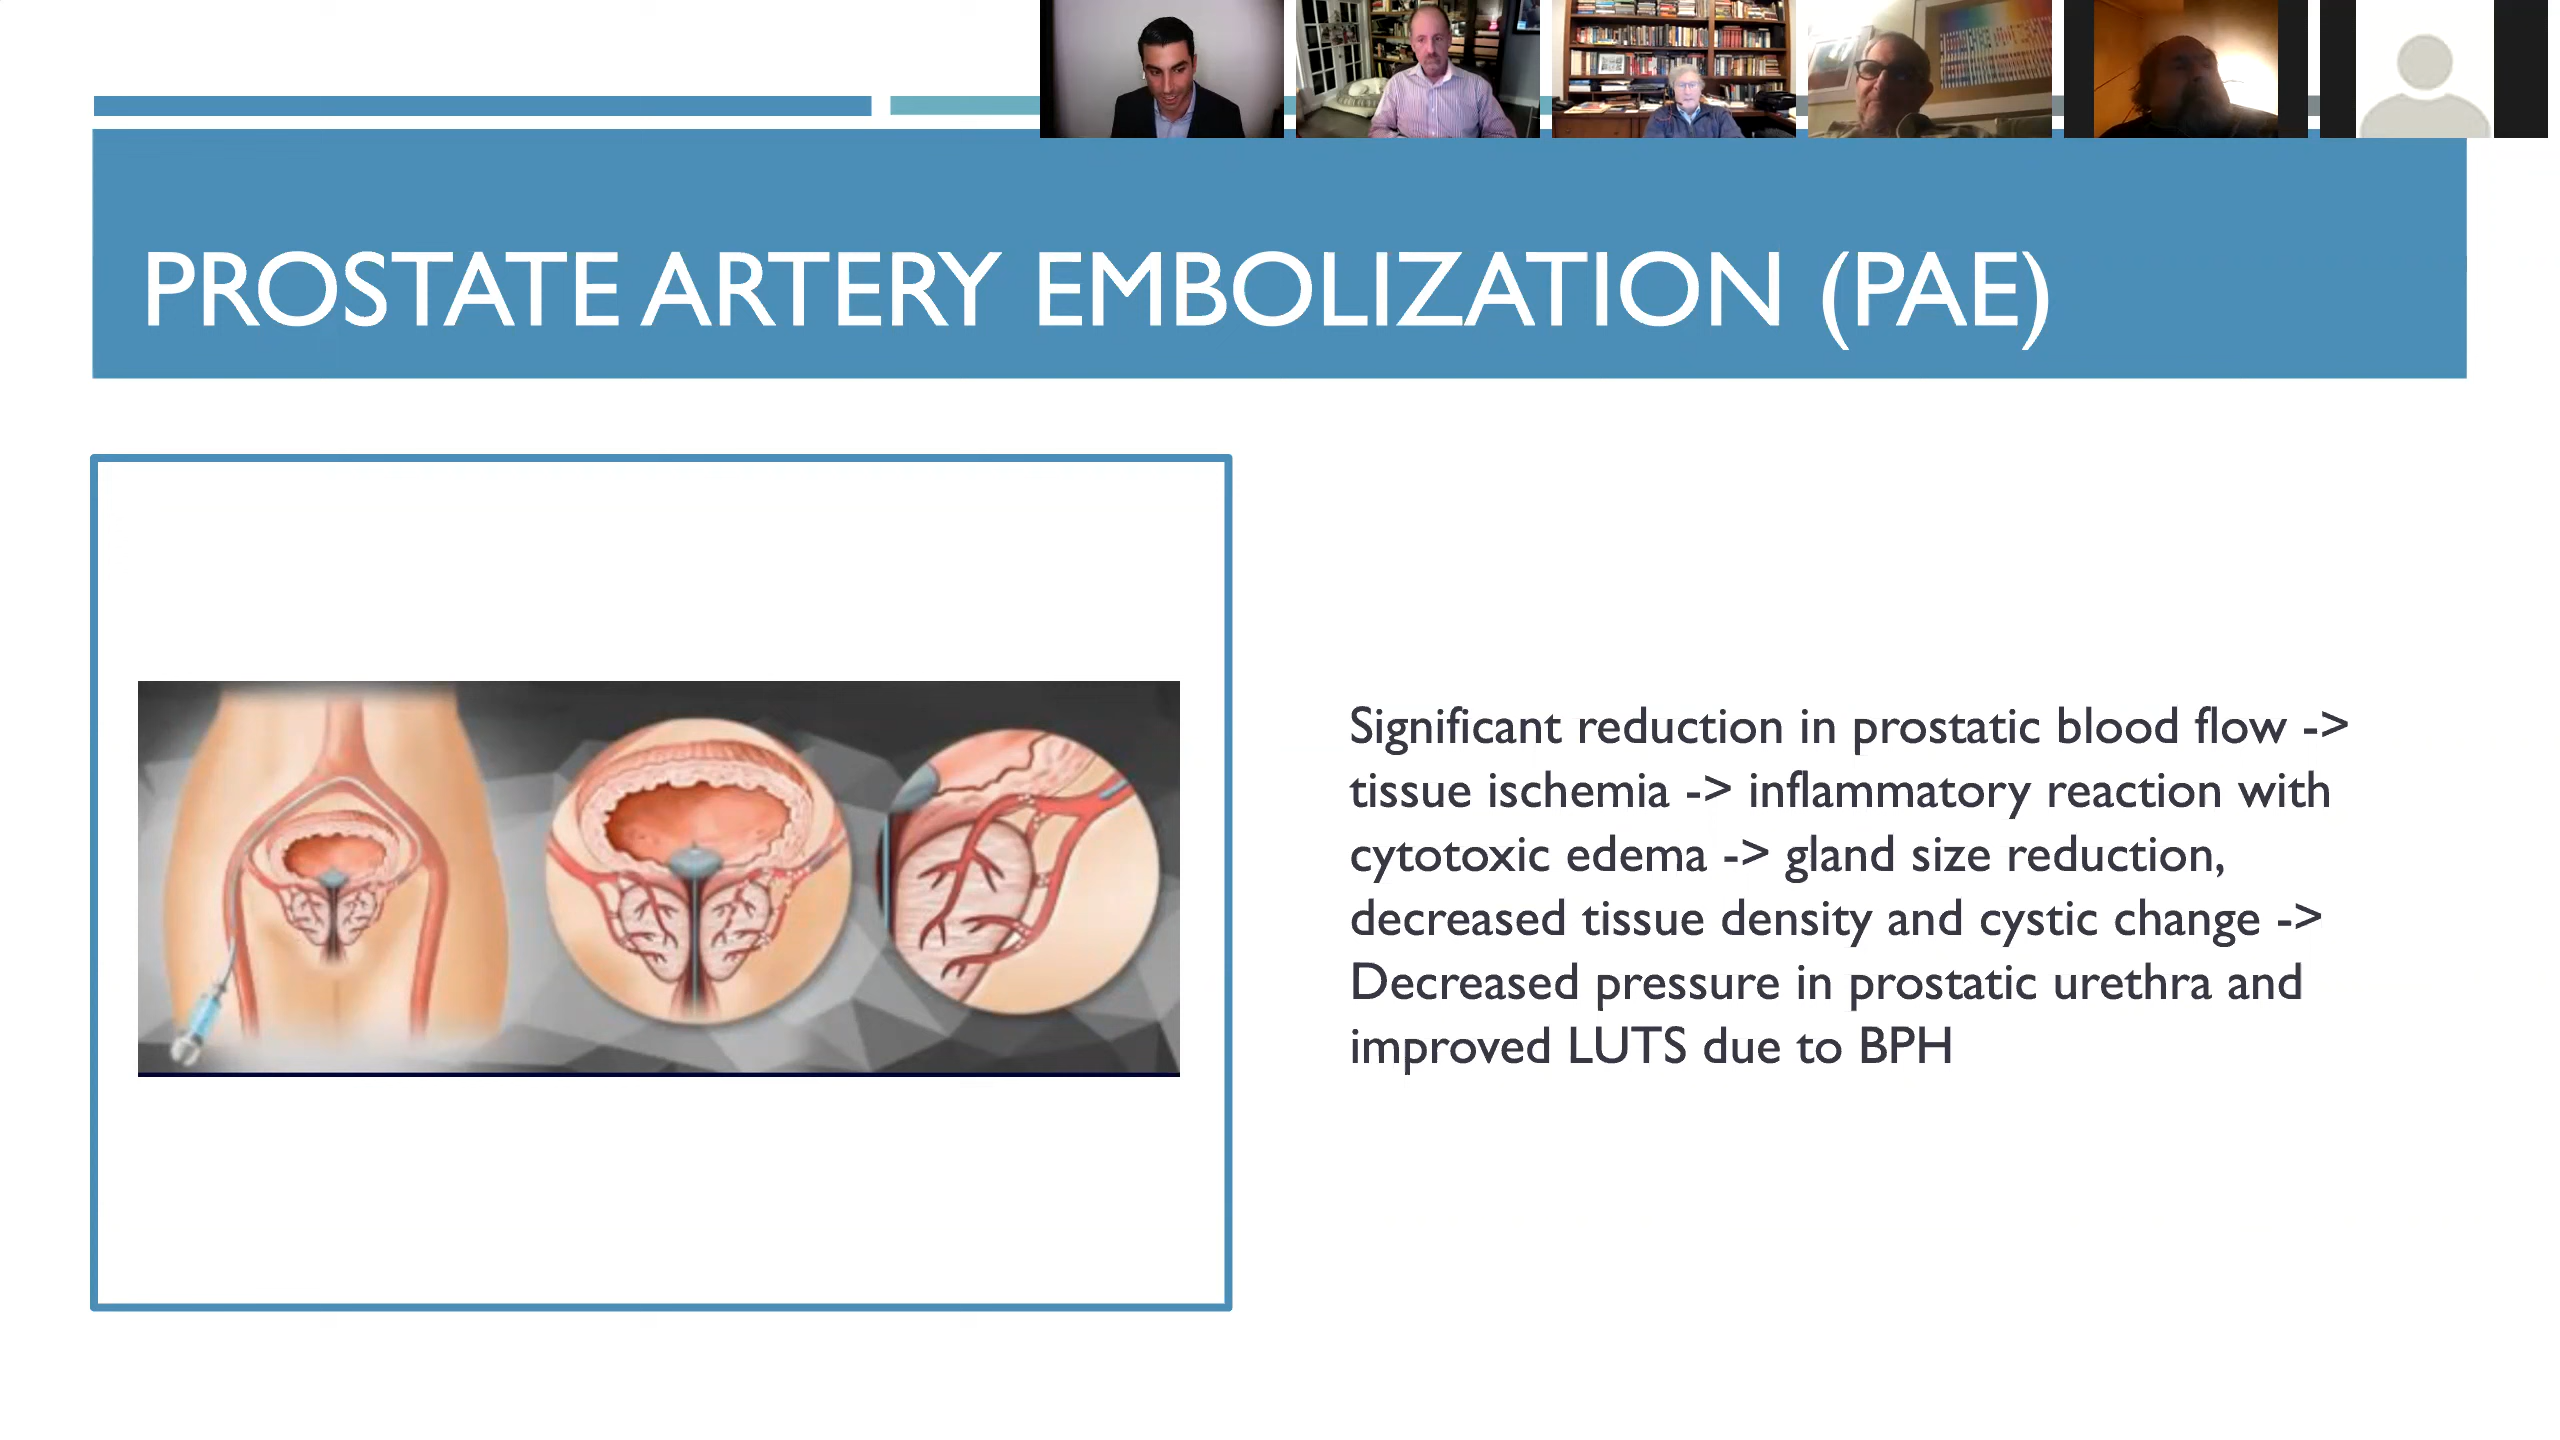 PROSTATE ARTERY EMBOLIZATION (PAE)
Significant reduction in prostatic blood flow ->
tissue ischemia -> inflammatory reaction with
cytotoxic edema -> gland size reduction,
decreased tissue density and cystic change ->
Decreased pressure in prostatic urethra and
improved LUTS due to BPH